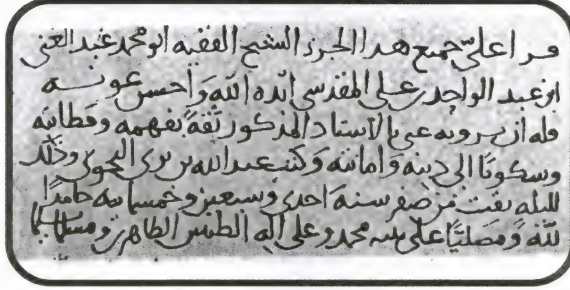 قرا علي جميع هذا الجزء الشيخ الفقيه ابو محمد عبد الغني
ابن عبد الواحد بن علي المقدسي ايده الله واحسن عونه
فله ان يرويه عني بالاسناد المذكور ثقة بفهمه وفطانته
وسكونا الى دينه وامانته وكتب عبد الله بن بري النحوي وذلك
لليلة بقيت من صفر سنة احدى وسبعين وخمسمائة حامدا
لله ومصليا على نبيه محمد وعلى اله الطيبين الطاهرين ومسلما